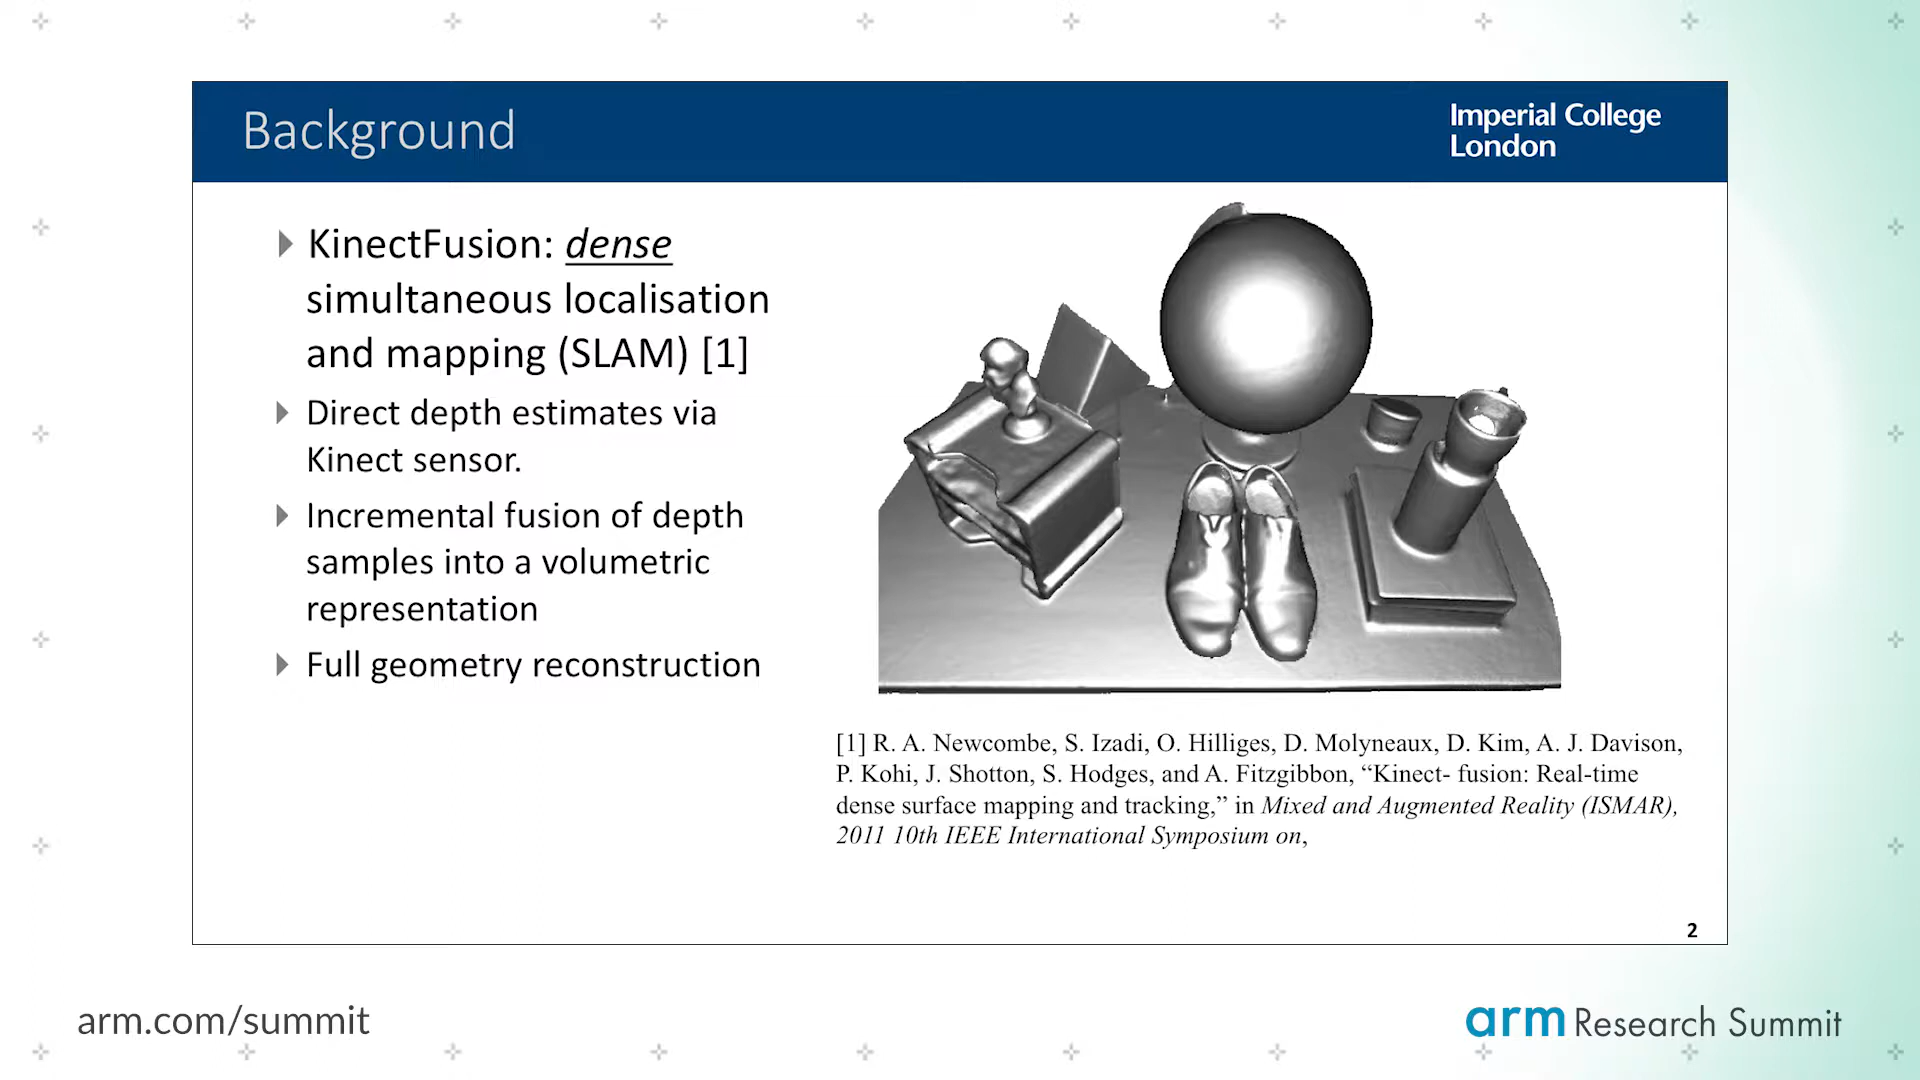 Background
Imperial College
London
KinectFusion: dense
simultaneous localisation
and mapping (SLAM) [1]
Direct depth estimates via
Kinect sensor.
Incremental fusion of depth
samples into a volumetric
representation
Full geometry reconstruction
[1] R. A. Newcombe, S. Izadi, O. Hilliges, D. Molyneaux, D. Kim, A. J. Davison,
P. Kohi, J. Shotton, S. Hodges, and A. Fitzgibbon, “Kinect- fusion: Real-time
dense surface mapping and tracking,” in Mixed and Augmented Reality (ISMAR),
2011 10th IEEE International Symposium on,
2
arm.com/summit
arm Research Summit